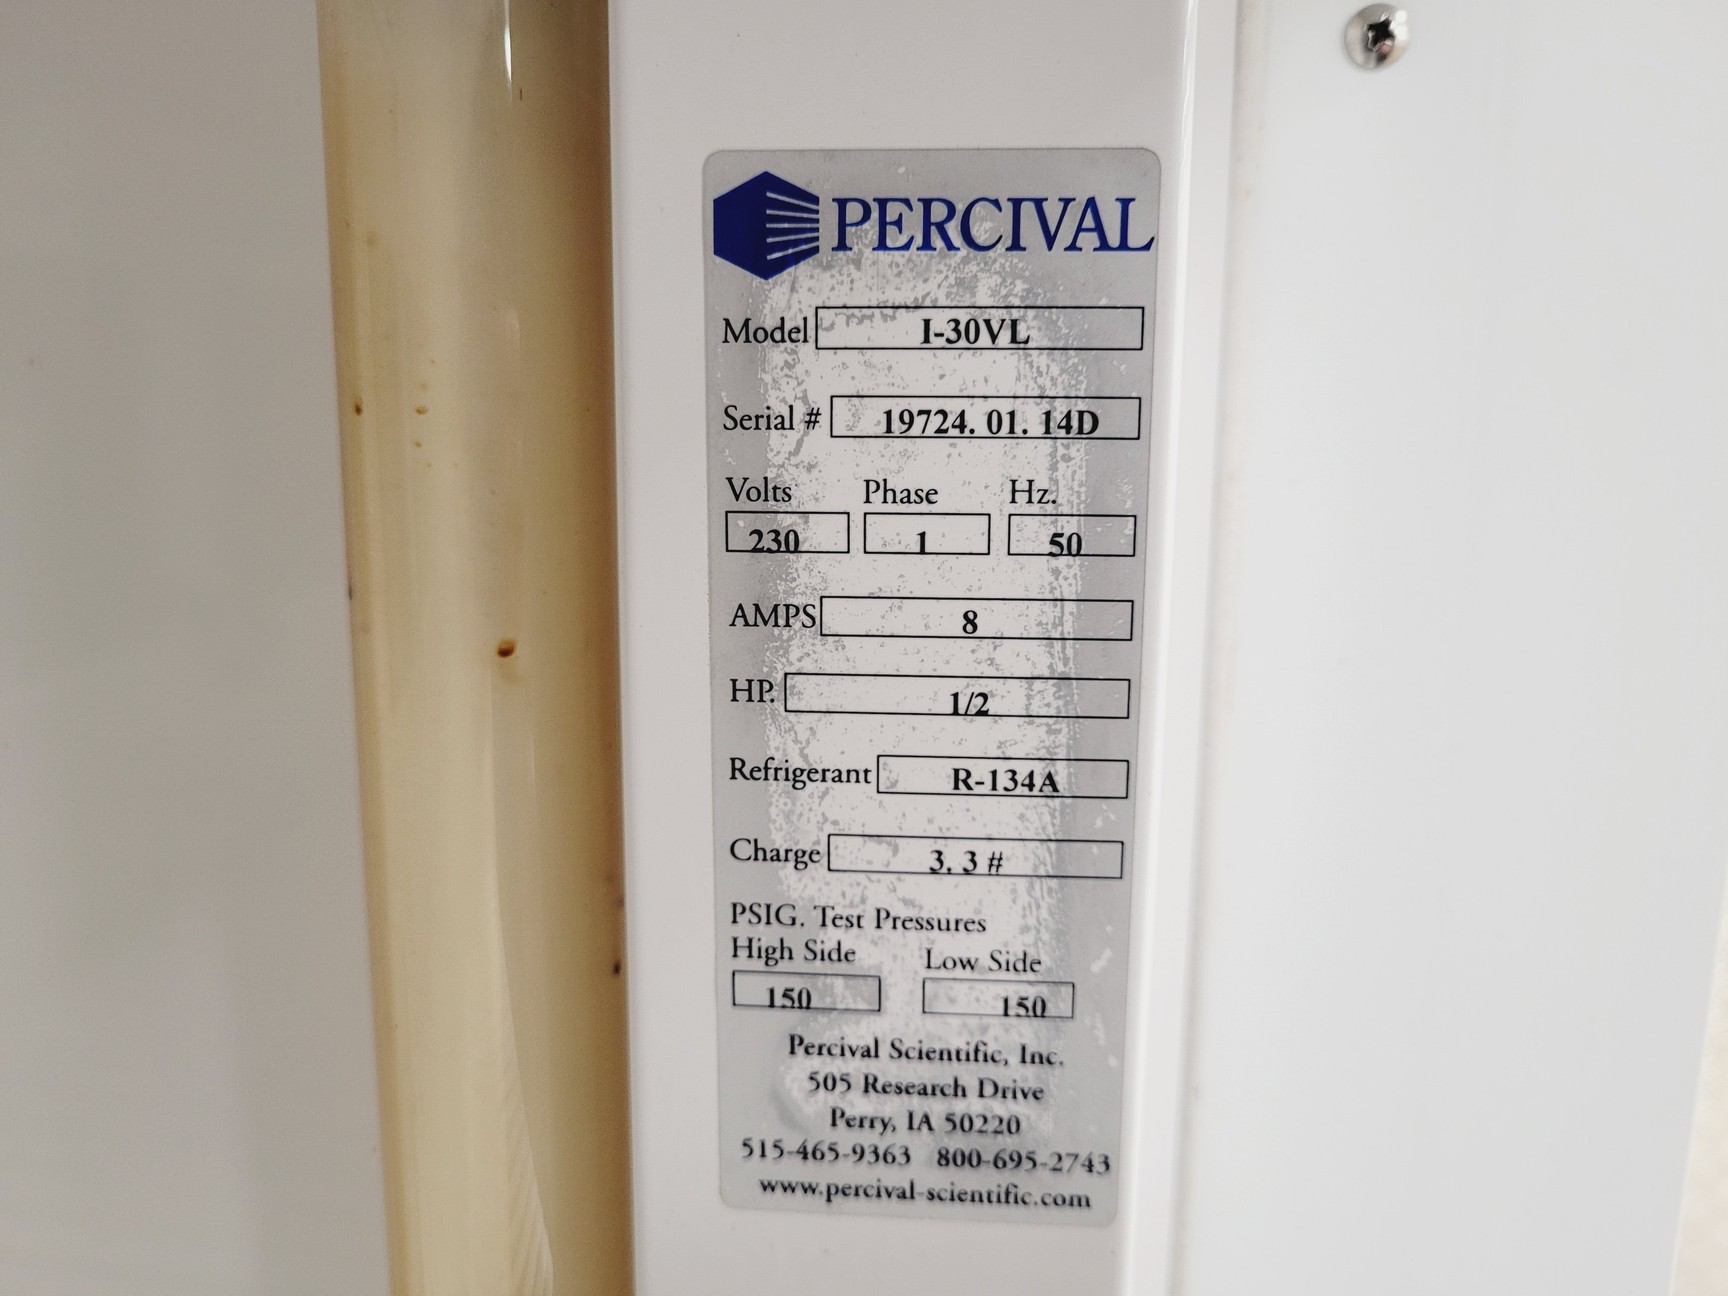 PERCIVAL
Model I-30VL
Serial # 19724. 01. 14D
Volts Phase Hz.
230 1 50
AMPS 8
HP. 1/2
Refrigerant R-134A
Charge 3. 3 #
PSIG. Test Pressures
High Side Low Side
150 150
Percival Scientific, Inc.
505 Research Drive
Perry, IA 50220
515-465-9363 800-695-2743
www.percival-scientific.com